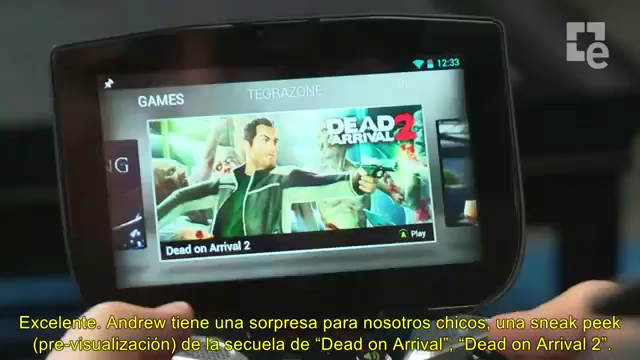 12:33
GAMES
TEGRAZONE
DEAD
ON
ARRIVAL 2
Dead on Arrival 2
A Play
Excelente. Andrew tiene una sorpresa para nosotros chicos, una sneak peek
(pre-visualización) de la secuela de “Dead on Arrival”, “Dead on Arrival 2”.